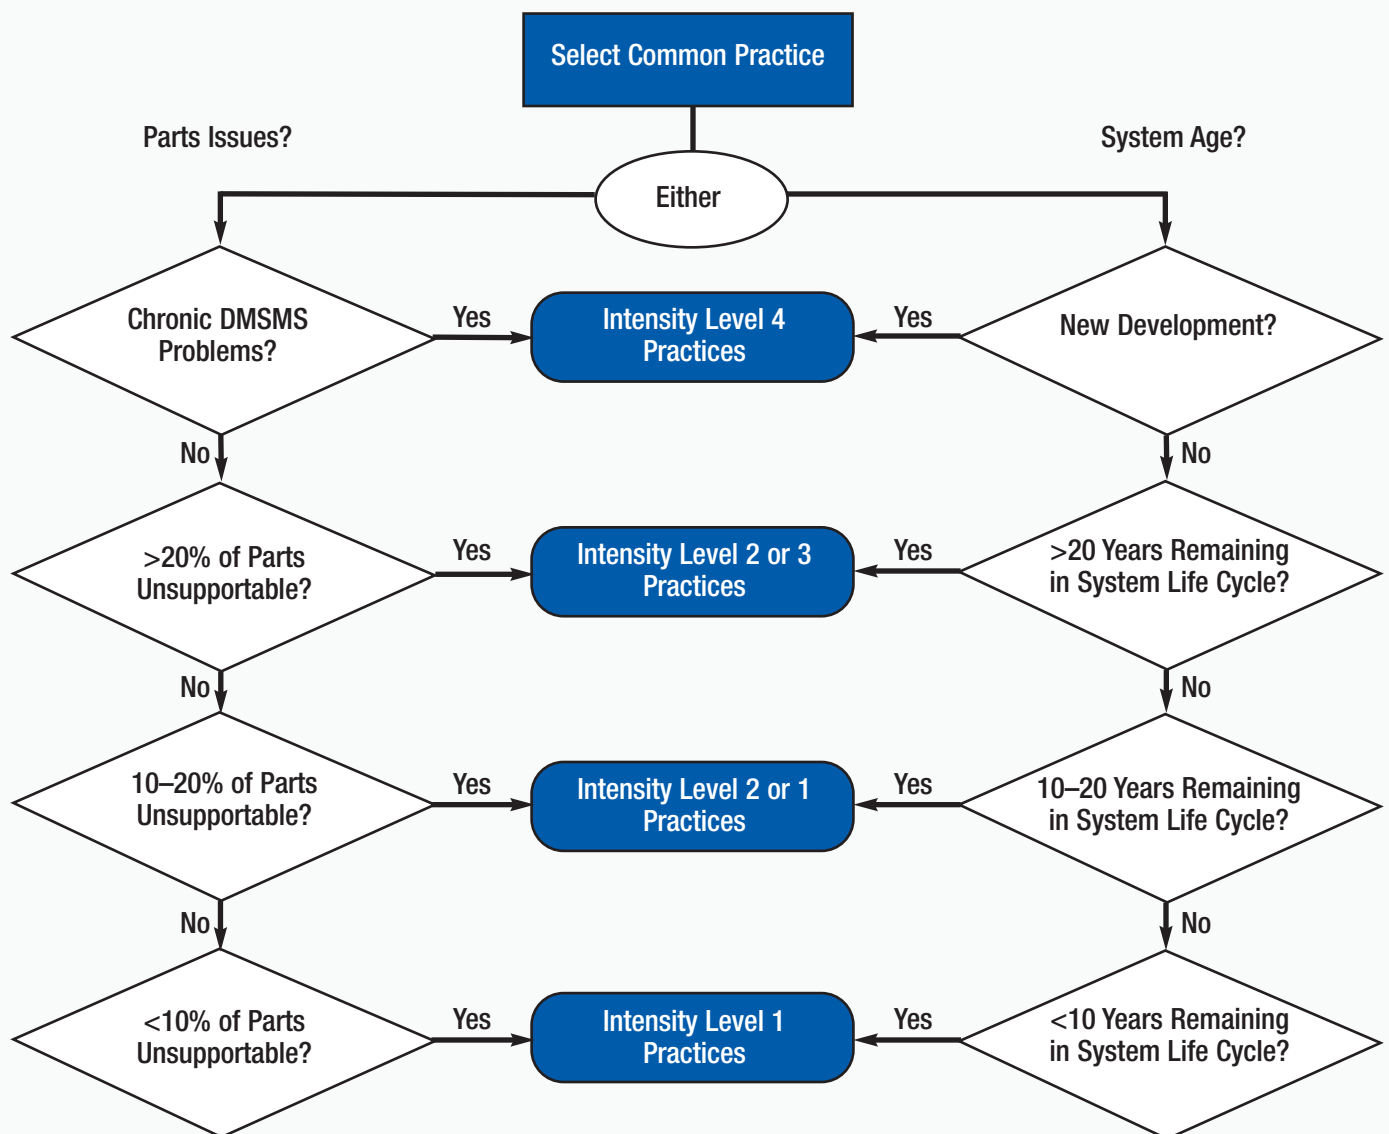 Select Common Practice
Parts Issues?
System Age?
Either
Chronic DMSMS
Problems?
Yes
Intensity Level 4
Practices
Yes
New Development?
No
No
>20% of Parts
Unsupportable?
Yes
Intensity Level 2 or 3
Practices
Yes
>20 Years Remaining
in System Life Cycle?
No
No
10–20% of Parts
Unsupportable?
Yes
Intensity Level 2 or 1
Practices
Yes
10–20 Years Remaining
in System Life Cycle?
No
No
<10% of Parts
Unsupportable?
Yes
Intensity Level 1
Practices
Yes
<10 Years Remaining
in System Life Cycle?